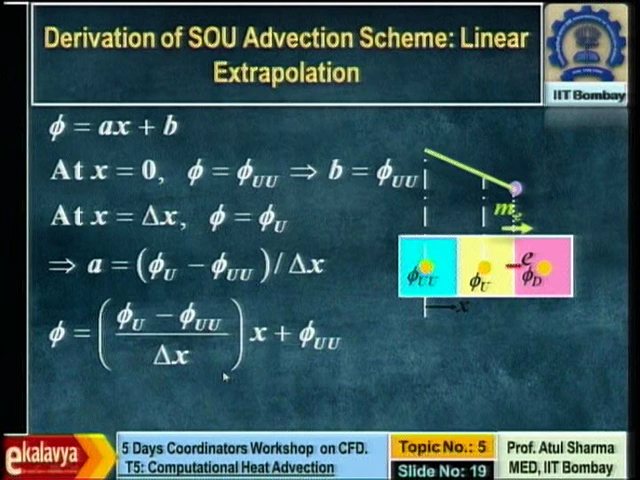 Derivation of SOU Advection Scheme: Linear
Extrapolation
IIT Bombay
ϕ = ax + b
At x = 0, ϕ = ϕ_UU ⇒ b = ϕ_UU
At x = Δx, ϕ = ϕ_U
⇒ a = (ϕ_U − ϕ_UU) / Δx
ϕ = ((ϕ_U − ϕ_UU) / Δx) x + ϕ_UU
m_e
e
ϕ_UU ϕ_U ϕ_D
x
ekalavya
5 Days Coordinators Workshop on CFD.
T5: Computational Heat Advection
Topic No.: 5
Slide No: 19
Prof. Atul Sharma
MED, IIT Bombay